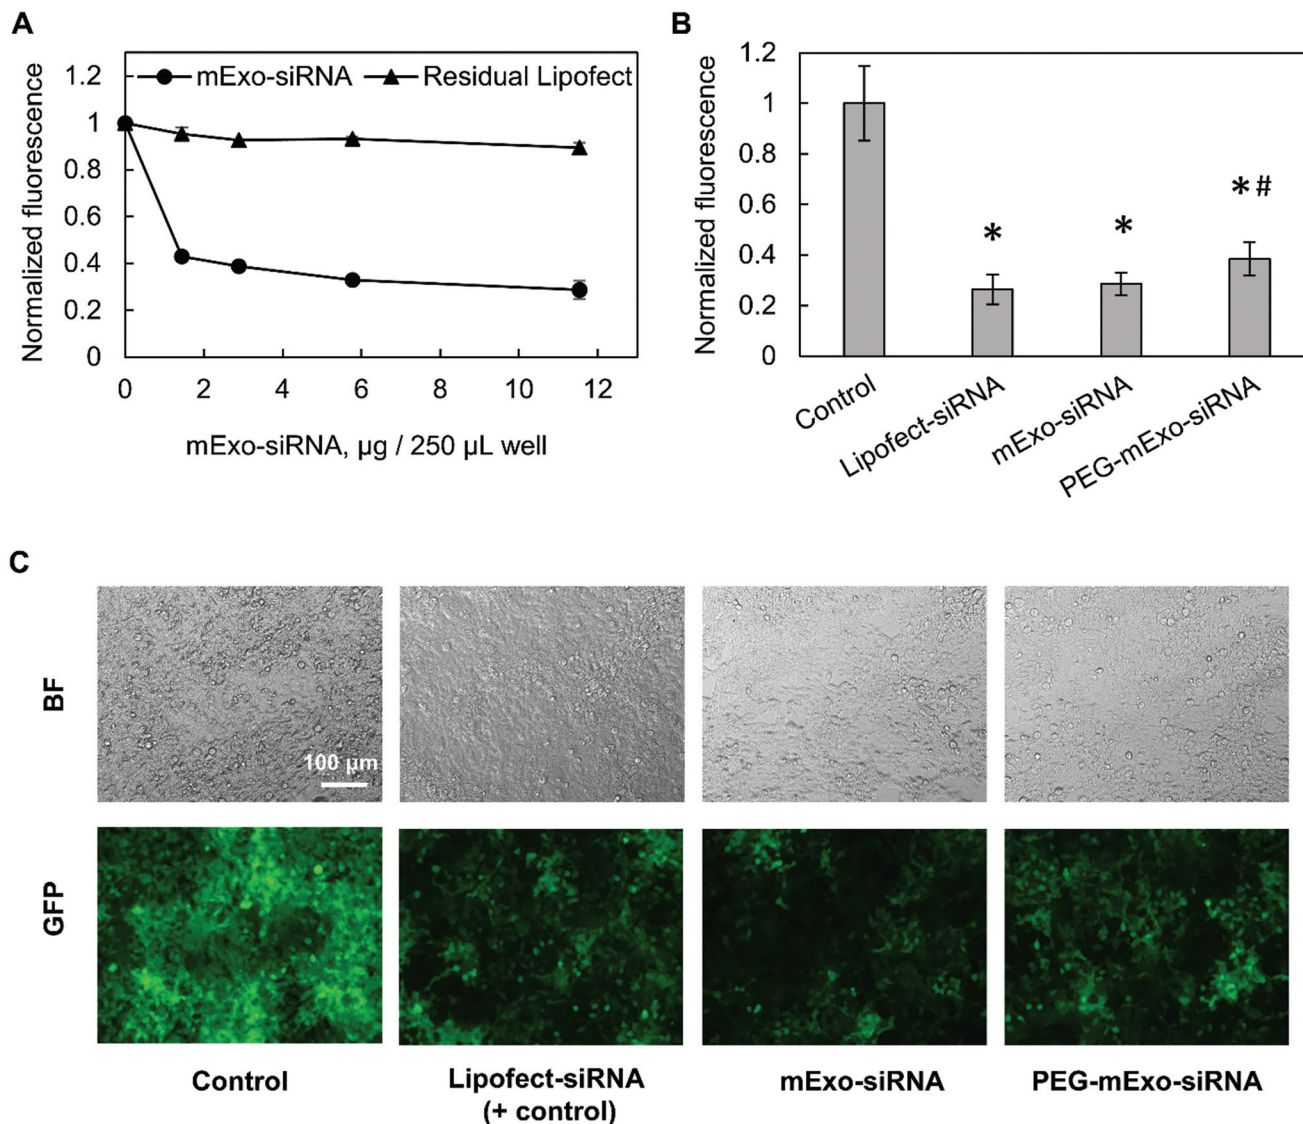 A
Normalized fluorescence
1.2
1
0.8
0.6
0.4
0.2
0
mExo-siRNA
Residual Lipofect
0 2 4 6 8 10 12
mExo-siRNA, µg / 250 µL well
B
Normalized fluorescence
1.2
1
0.8
0.6
0.4
0.2
0
*
*
* #
Control
Lipofect-siRNA
mExo-siRNA
PEG-mExo-siRNA
C
BF
100 µm
GFP
Control
Lipofect-siRNA
(+ control)
mExo-siRNA
PEG-mExo-siRNA